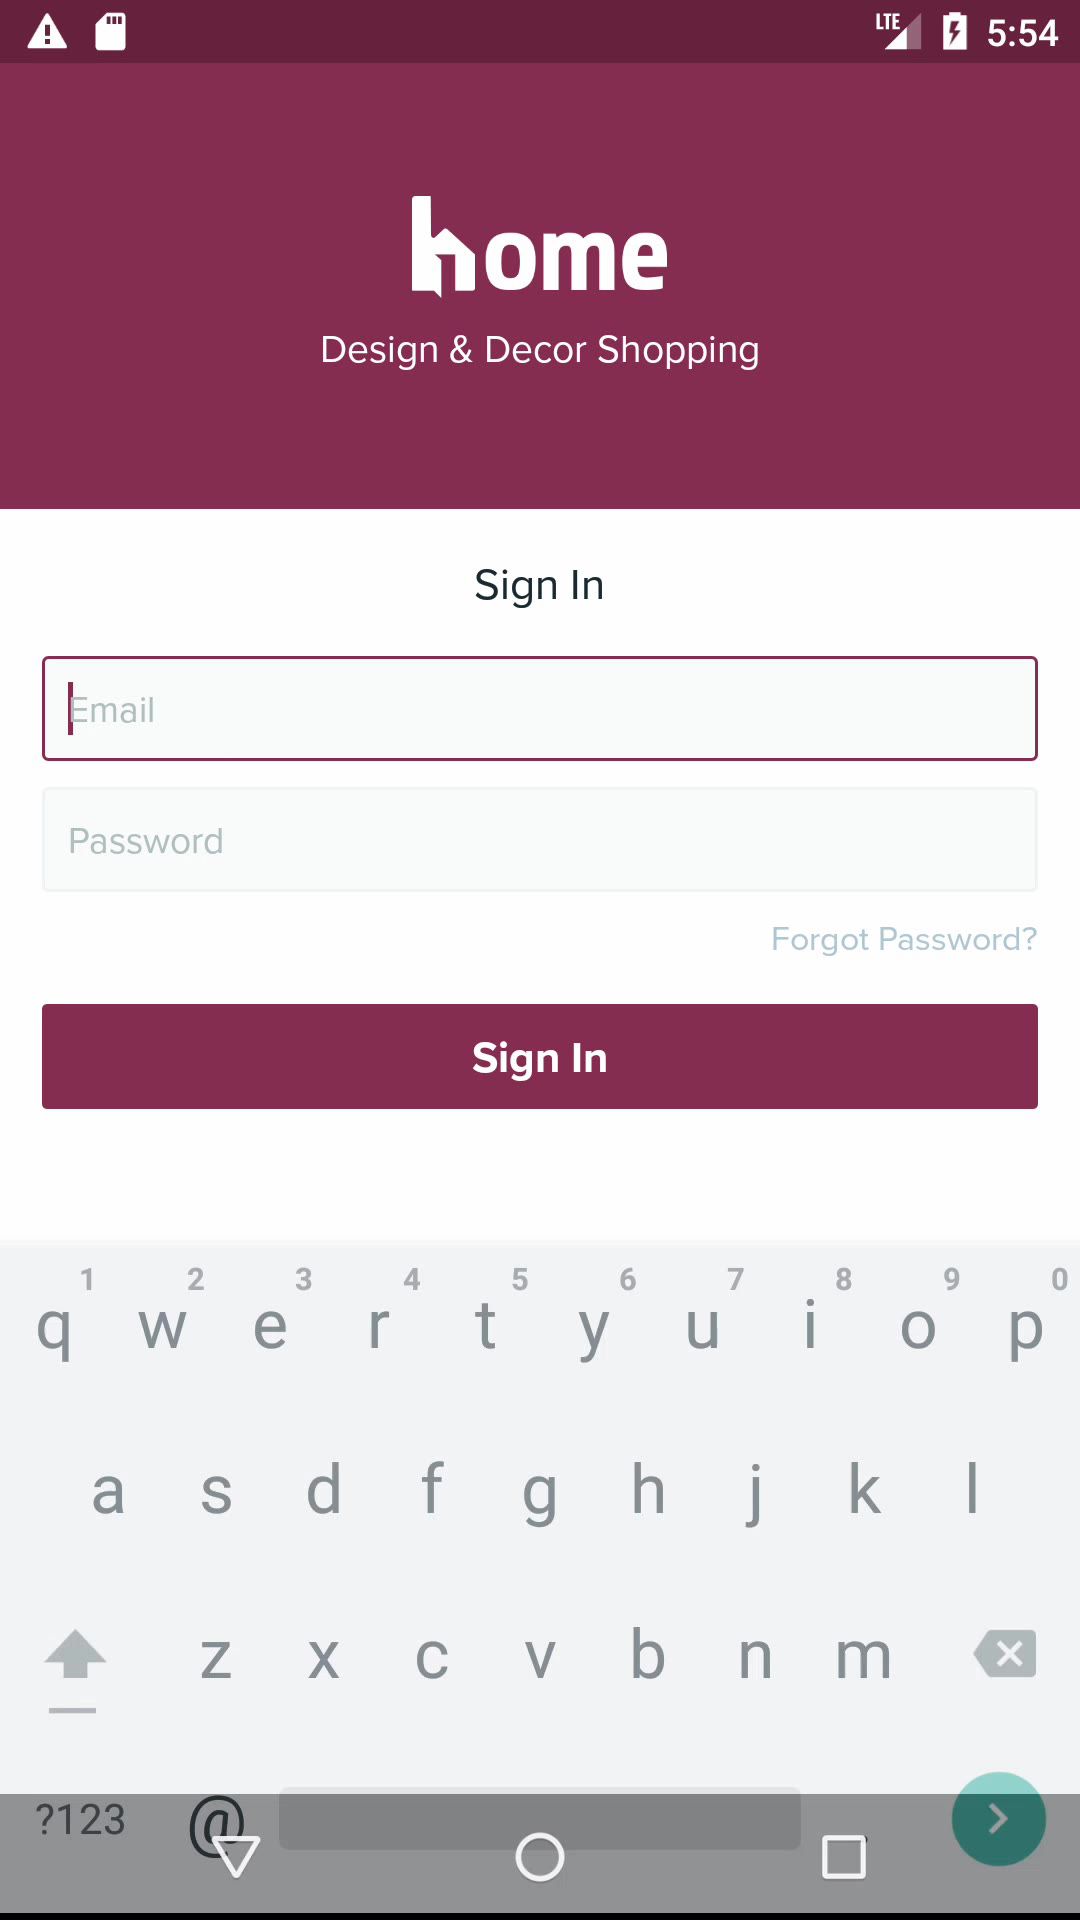 LTE 5:54
home
Design & Decor Shopping
Sign In
Email
Password
Forgot Password?
Sign In
1 2 3 4 5 6 7 8 9 0
q w e r t y u i o p
a s d f g h j k l
z x c v b n m
?123 @